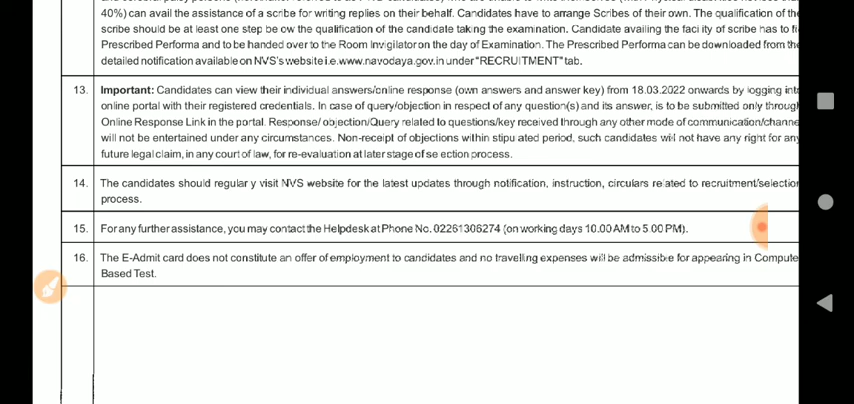 40%) can avail the assistance of a scribe for writing replies on their behalf. Candidates have to arrange Scribes of their own. The qualification of the
scribe should be at least one step be ow the qualification of the candidate taking the examination. Candidate availing the faci ity of scribe has to fi
Prescribed Performa and to be handed over to the Room Invigilator on the day of Examination. The Prescribed Performa can be downloaded from the
detailed notification available on NVS's website i.e.www.navodaya.gov.in under "RECRUITMENT" tab.
13. Important: Candidates can view their individual answers/online response (own answers and answer key) from 18.03.2022 onwards by logging into
online portal with their registered credentials. In case of query/objection in respect of any question(s) and its answer, is to be submitted only through
Online Response Link in the portal. Response/ objection/Query related to questions/key received through any other mode of communication/channe
will not be entertained under any circumstances. Non-receipt of objections within stipu ated period, such candidates will not have any right for any
future legal claim, in any court of law, for re-evaluation at later stage of se ection process.
14. The candidates should regular y visit NVS website for the latest updates through notification, instruction, circulars related to recruitment/selection
process.
15. For any further assistance, you may contact the Helpdesk at Phone No. 02261306274 (on working days 10.00 AM to 5.00 PM).
16. The E-Admit card does not constitute an offer of employment to candidates and no travelling expenses will be admissible for appearing in Compute
Based Test.